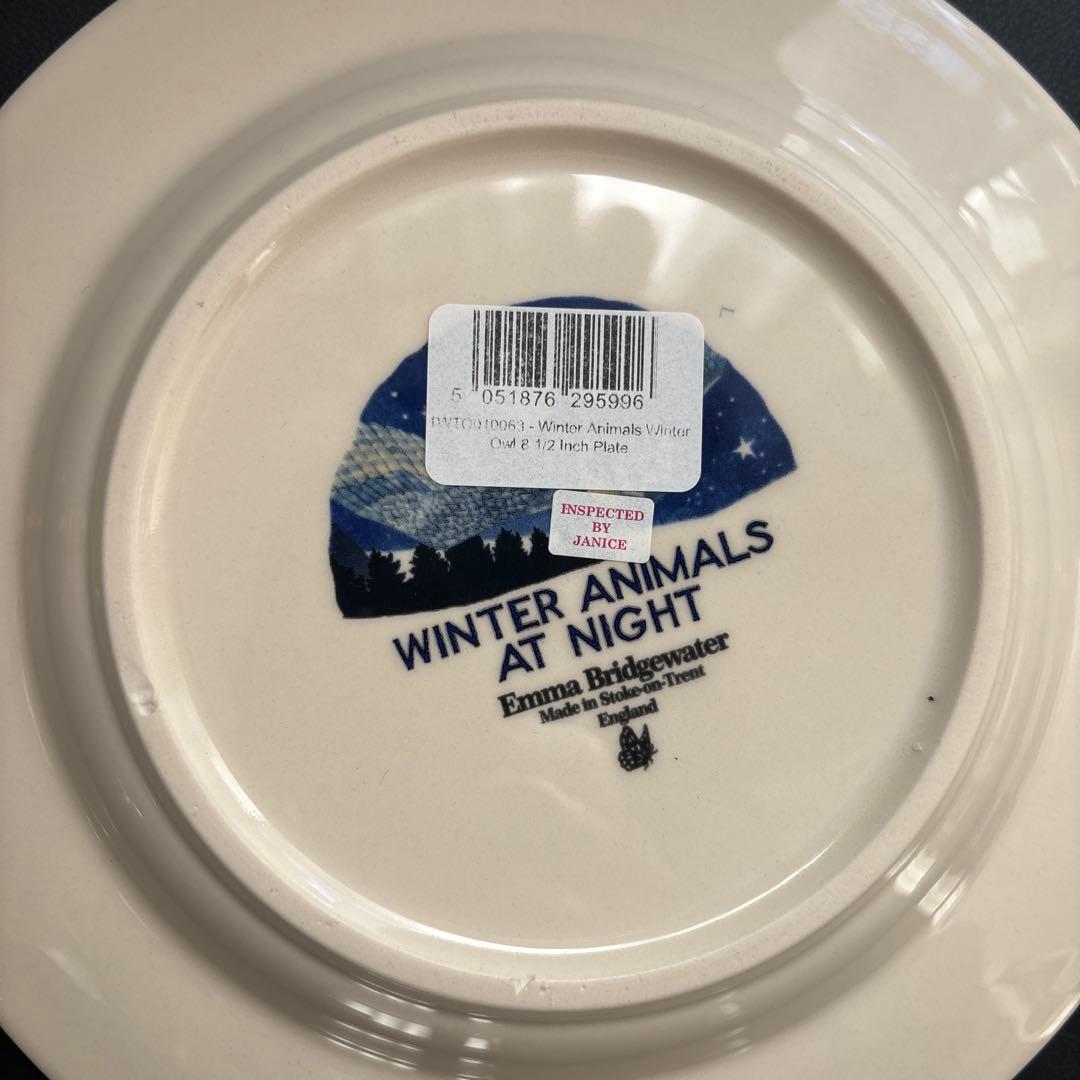 5 051876 295996
1WTO010063 - Winter Animals Winter
Owl 8 1/2 Inch Plate
INSPECTED
BY
JANICE
WINTER ANIMALS
AT NIGHT
Emma Bridgewater
Made in Stoke-on-Trent
England